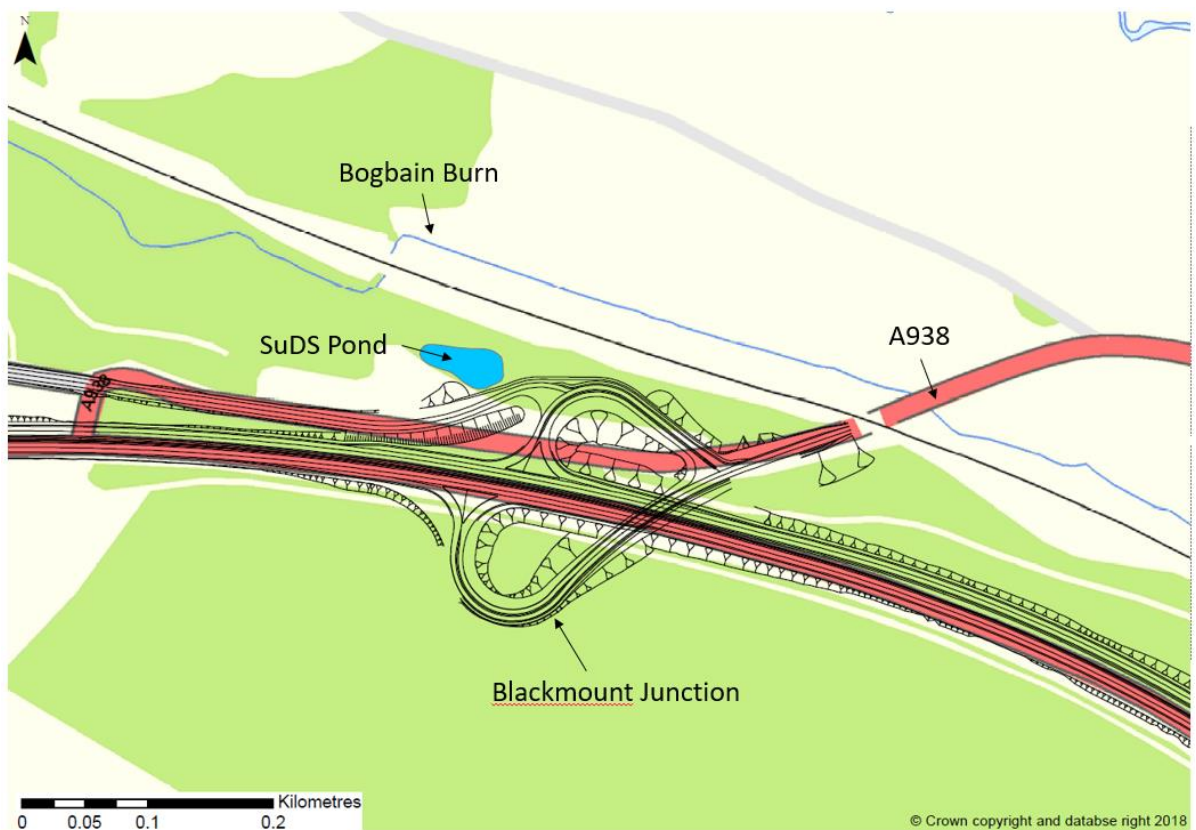 N
Bogbain Burn
SuDS Pond
A938
A938
Blackmount Junction
Kilometres
0 0.05 0.1 0.2
© Crown copyright and databse right 2018